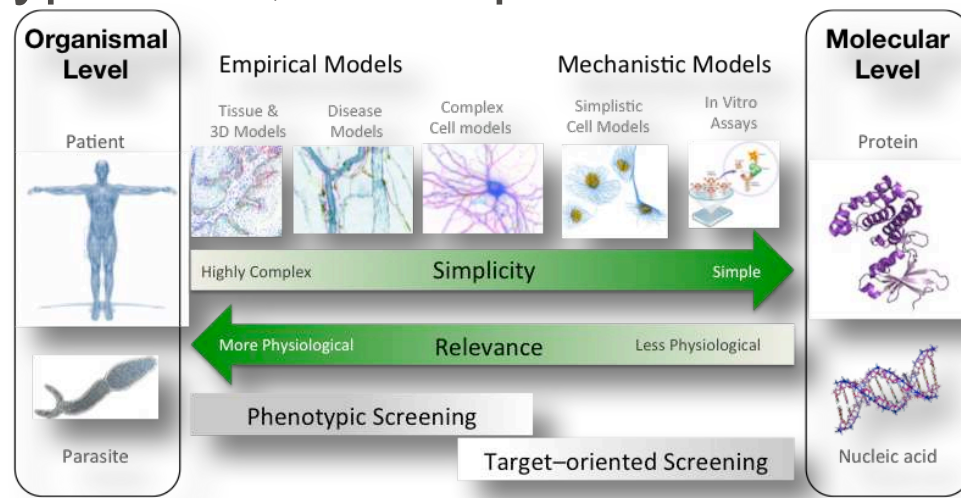 Organismal
Level
Patient
Parasite
Empirical Models
Mechanistic Models
Tissue &
3D Models
Disease
Models
Complex
Cell models
Simplistic
Cell Models
In Vitro
Assays
Highly Complex
Simplicity
Simple
More Physiological
Relevance
Less Physiological
Phenotypic Screening
Target–oriented Screening
Molecular
Level
Protein
Nucleic acid